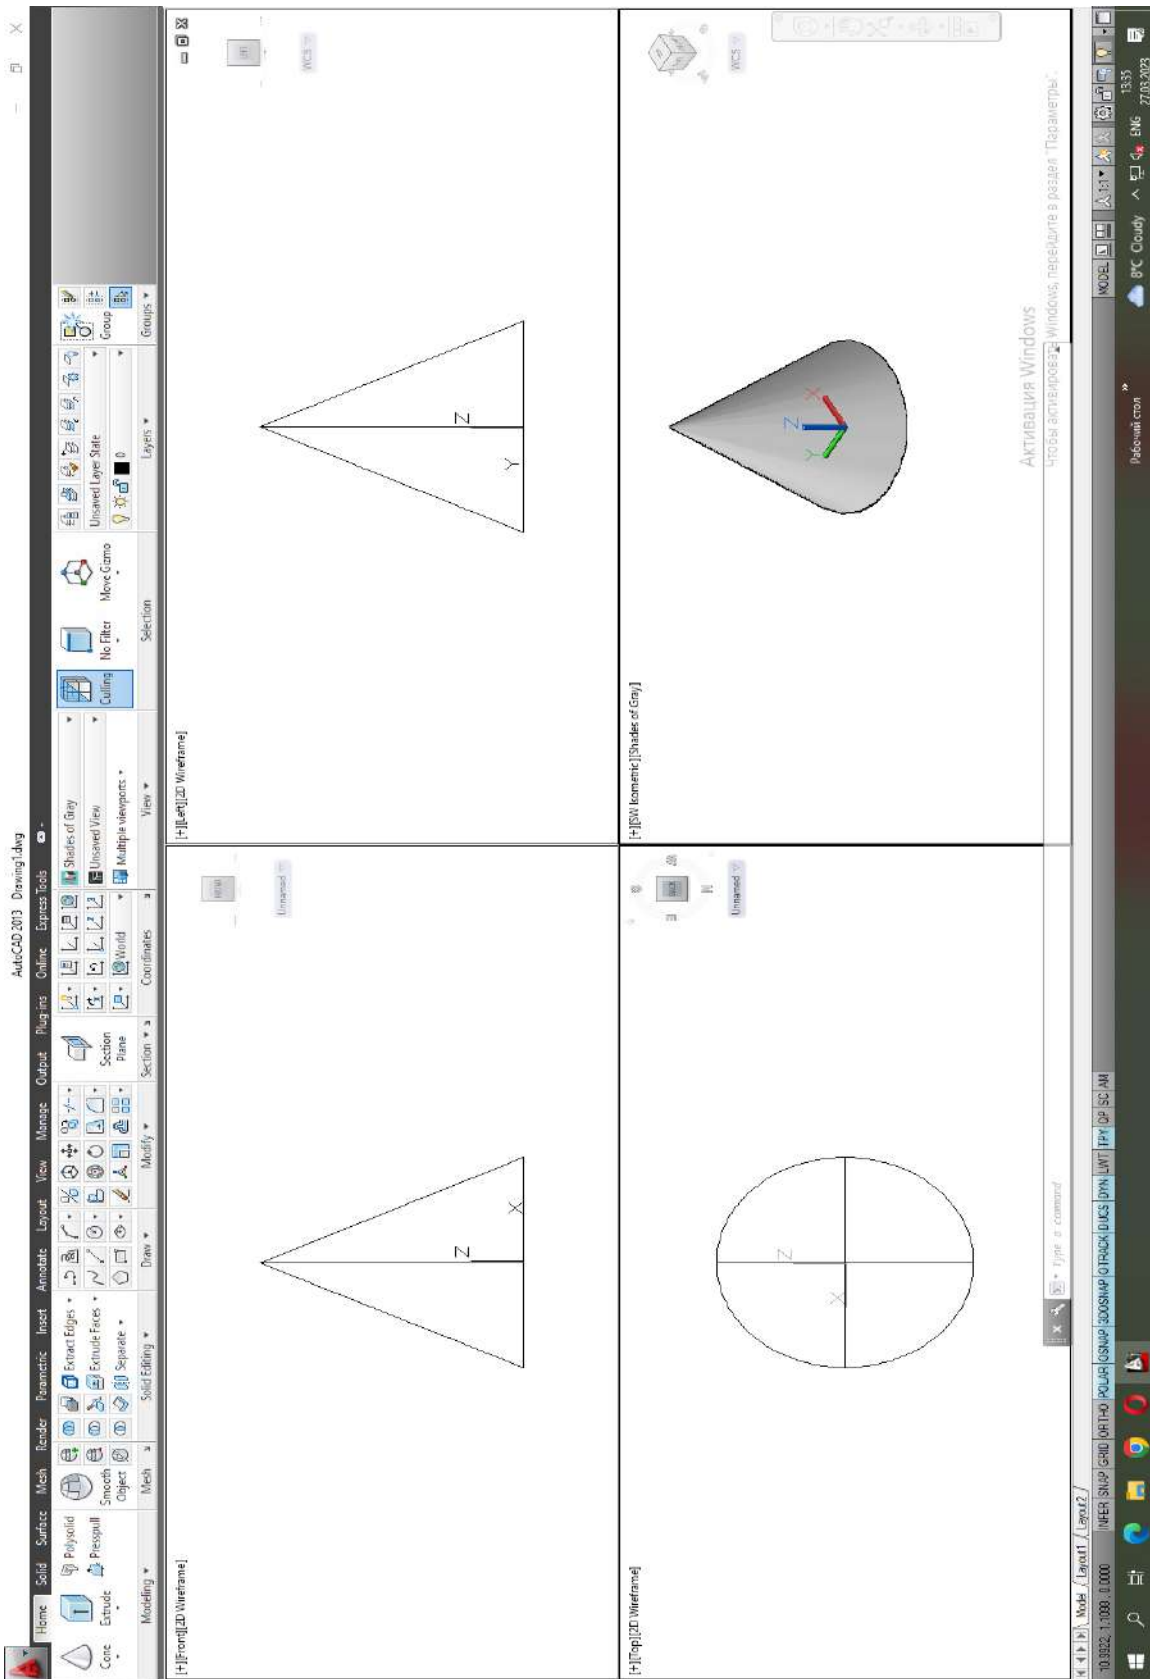 AutoCAD 2013 Drawing1.dwg
Home Solid Surface Mesh Render Parametric Insert Annotate Layout View Manage Output Plug-ins Online Express Tools
Cone
Extrude
Polysolid
Presspull
Modeling
Smooth
Object
Mesh
Extract Edges
Extrude Faces
Separate
Solid Editing
Draw
Modify
Section
Plane
Section
World
Coordinates
Shades of Gray
Unsaved View
Multiple viewports
View
Culling
No Filter
Move Gizmo
Selection
Unsaved Layer State
0
Layers
Group
Groups
[+][Front][2D Wireframe]
Unnamed
Z
X
[+][Left][2D Wireframe]
WCS
Z
Y
[+][Top][2D Wireframe]
Unnamed
Z
X
[+][SW Isometric][Shades of Gray]
WCS
Z
Y
X
Активация Windows
Чтобы активировать Windows, перейдите в раздел "Параметры".
Type a command
Model Layout1 Layout2
INFER SNAP GRID ORTHO POLAR OSNAP 3DOSNAP OTRACK DUCS DYN LWT TPY QP SC AM
MODEL
1:1
Рабочий стол
8°C Cloudy
ENG
13:35
27.03.2023